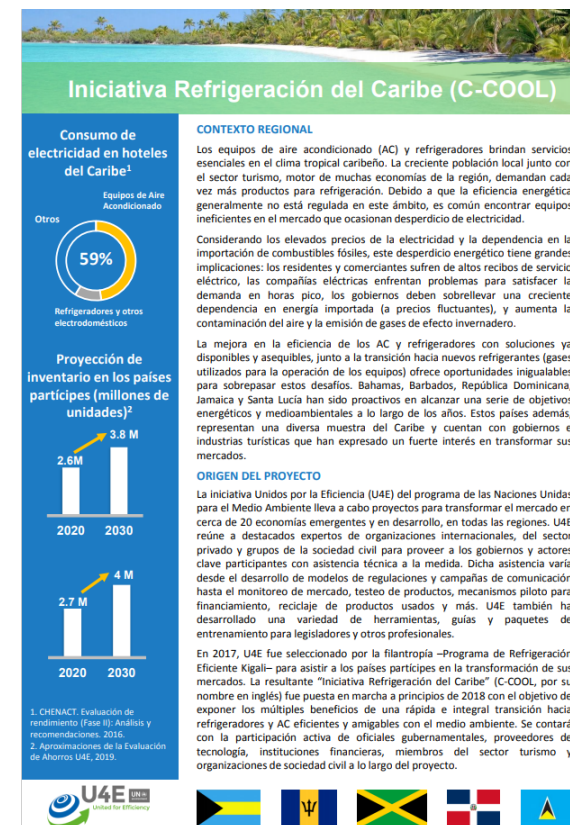 Iniciativa Refrigeración del Caribe (C-COOL)
Consumo de
electricidad en hoteles
del Caribe¹
Equipos de Aire
Acondicionado
Otros
59%
Refrigeradores y otros
electrodomésticos
Proyección de
inventario en los países
partícipes (millones de
unidades)²
3.8 M
2.6M
2020 2030
4 M
2.7 M
2020 2030
1. CHENACT. Evaluación de
rendimiento (Fase II): Análisis y
recomendaciones. 2016.
2. Aproximaciones de la Evaluación
de Ahorros U4E, 2019.
CONTEXTO REGIONAL
Los equipos de aire acondicionado (AC) y refrigeradores brindan servicios
esenciales en el clima tropical caribeño. La creciente población local junto con
el sector turismo, motor de muchas economías de la región, demandan cada
vez más productos para refrigeración. Debido a que la eficiencia energética
generalmente no está regulada en este ámbito, es común encontrar equipos
ineficientes en el mercado que ocasionan desperdicio de electricidad.
Considerando los elevados precios de la electricidad y la dependencia en la
importación de combustibles fósiles, este desperdicio energético tiene grandes
implicaciones: los residentes y comerciantes sufren de altos recibos de servicio
eléctrico, las compañías eléctricas enfrentan problemas para satisfacer la
demanda en horas pico, los gobiernos deben sobrellevar una creciente
dependencia en energía importada (a precios fluctuantes), y aumenta la
contaminación del aire y la emisión de gases de efecto invernadero.
La mejora en la eficiencia de los AC y refrigeradores con soluciones ya
disponibles y asequibles, junto a la transición hacia nuevos refrigerantes (gases
utilizados para la operación de los equipos) ofrece oportunidades inigualables
para sobrepasar estos desafíos. Bahamas, Barbados, República Dominicana,
Jamaica y Santa Lucía han sido proactivos en alcanzar una serie de objetivos
energéticos y medioambientales a lo largo de los años. Estos países además,
representan una diversa muestra del Caribe y cuentan con gobiernos e
industrias turísticas que han expresado un fuerte interés en transformar sus
mercados.
ORIGEN DEL PROYECTO
La iniciativa Unidos por la Eficiencia (U4E) del programa de las Naciones Unidas
para el Medio Ambiente lleva a cabo proyectos para transformar el mercado en
cerca de 20 economías emergentes y en desarrollo, en todas las regiones. U4E
reúne a destacados expertos de organizaciones internacionales, del sector
privado y grupos de la sociedad civil para proveer a los gobiernos y actores
clave participantes con asistencia técnica a la medida. Dicha asistencia varía
desde el desarrollo de modelos de regulaciones y campañas de comunicación
hasta el monitoreo de mercado, testeo de productos, mecanismos piloto para
financiamiento, reciclaje de productos usados y más. U4E también ha
desarrollado una variedad de herramientas, guías y paquetes de
entrenamiento para legisladores y otros profesionales.
En 2017, U4E fue seleccionado por la filantropía –Programa de Refrigeración
Eficiente Kigali– para asistir a los países partícipes en la transformación de sus
mercados. La resultante “Iniciativa Refrigeración del Caribe” (C-COOL, por su
nombre en inglés) fue puesta en marcha a principios de 2018 con el objetivo de
exponer los múltiples beneficios de una rápida e integral transición hacia
refrigeradores y AC eficientes y amigables con el medio ambiente. Se contará
con la participación activa de oficiales gubernamentales, proveedores de
tecnología, instituciones financieras, miembros del sector turismo y
organizaciones de sociedad civil a lo largo del proyecto.
U4E UN
United for Efficiency